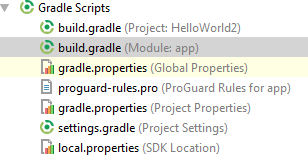 Gradle Scripts
build.gradle (Project: HelloWorld2)
build.gradle (Module: app)
gradle.properties (Global Properties)
proguard-rules.pro (ProGuard Rules for app)
gradle.properties (Project Properties)
settings.gradle (Project Settings)
local.properties (SDK Location)